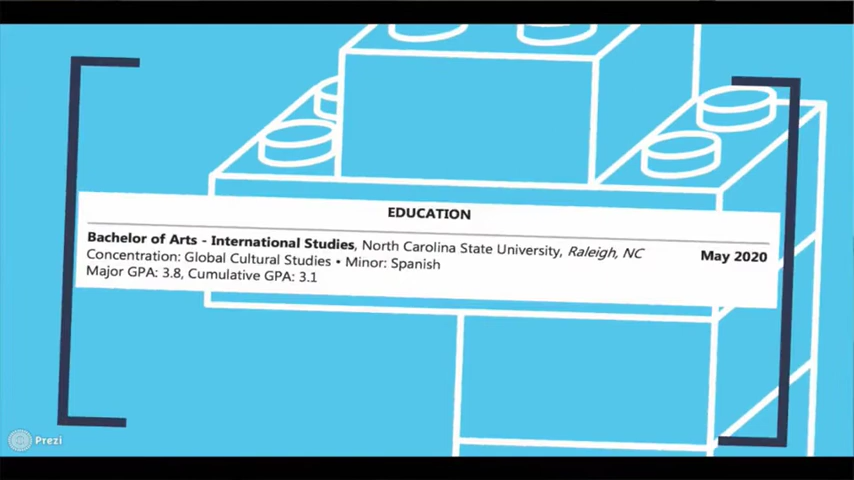 EDUCATION
Bachelor of Arts - International Studies, North Carolina State University, Raleigh, NC May 2020
Concentration: Global Cultural Studies • Minor: Spanish
Major GPA: 3.8, Cumulative GPA: 3.1
Prezi